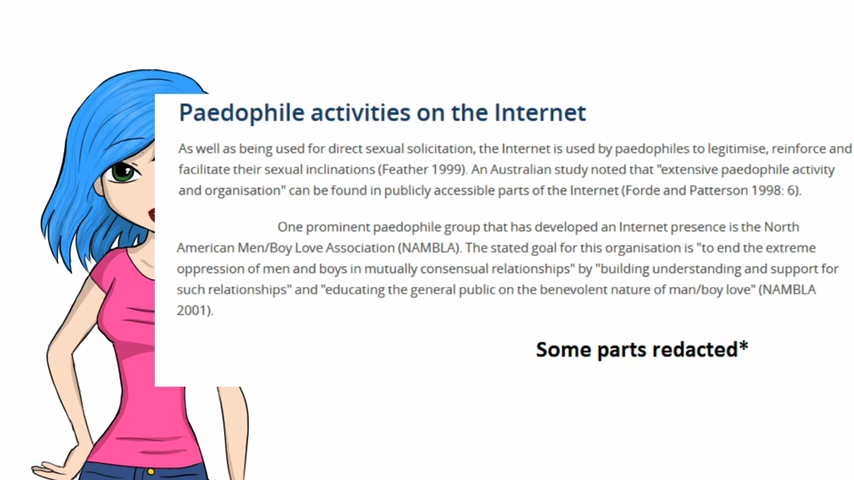 Paedophile activities on the Internet
As well as being used for direct sexual solicitation, the Internet is used by paedophiles to legitimise, reinforce and
facilitate their sexual inclinations (Feather 1999). An Australian study noted that "extensive paedophile activity
and organisation" can be found in publicly accessible parts of the Internet (Forde and Patterson 1998: 6).
One prominent paedophile group that has developed an Internet presence is the North
American Men/Boy Love Association (NAMBLA). The stated goal for this organisation is "to end the extreme
oppression of men and boys in mutually consensual relationships" by "building understanding and support for
such relationships" and "educating the general public on the benevolent nature of man/boy love" (NAMBLA
2001).
Some parts redacted*